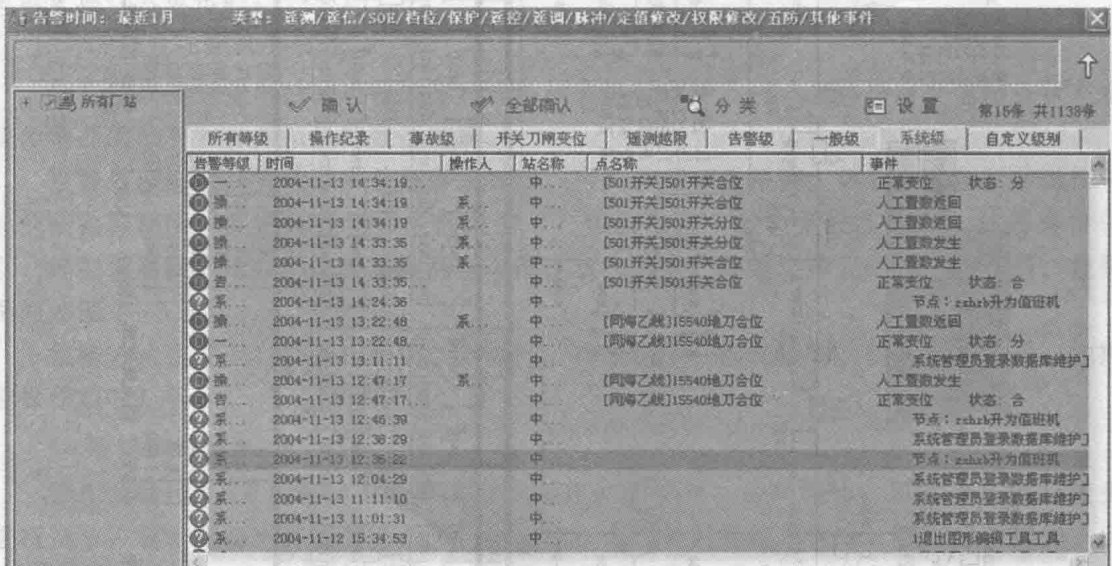 告警时间: 最近1月 类型: 遥测/遥信/SOE/档位/保护/遥控/遥调/脉冲/定值修改/权限修改/五防/其他事件
所有厂站
确认 全部确认 分类 设置 第15条 共1138条
所有等级 操作纪录 事故级 开关刀闸变位 遥测越限 告警级 一般级 系统级 自定义级别
告警等级 时间 操作人 站名称 点名称 事件
一... 2004-11-13 14:34:19... 中... [501开关]501开关合位 正常变位 状态: 分
操... 2004-11-13 14:34:19 系... 中... [501开关]501开关合位 人工置数返回
操... 2004-11-13 14:34:19 系... 中... [501开关]501开关分位 人工置数返回
操... 2004-11-13 14:33:35 系... 中... [501开关]501开关分位 人工置数发生
操... 2004-11-13 14:33:35 系... 中... [501开关]501开关合位 人工置数发生
告... 2004-11-13 14:33:35... 中... [501开关]501开关合位 正常变位 状态: 合
系... 2004-11-13 14:24:36 中... 节点:zshzb升为值班机
操... 2004-11-13 13:22:48 系... 中... [同海乙线]15540地刀合位 人工置数返回
一... 2004-11-13 13:22:48... 中... [同海乙线]15540地刀合位 正常变位 状态: 分
系... 2004-11-13 13:11:11 中... 系统管理员登录数据库维护工
操... 2004-11-13 12:47:17 系... 中... [同海乙线]15540地刀合位 人工置数发生
告... 2004-11-13 12:47:17... 中... [同海乙线]15540地刀合位 正常变位 状态: 合
系... 2004-11-13 12:46:39 中... 节点:zshzb升为值班机
系... 2004-11-13 12:36:29 中... 系统管理员登录数据库维护工
系... 2004-11-13 12:35:22 中... 节点:zshzb升为值班机
系... 2004-11-13 12:04:29 中... 系统管理员登录数据库维护工
系... 2004-11-13 11:11:10 中... 系统管理员登录数据库维护工
系... 2004-11-13 11:01:31 中... 系统管理员登录数据库维护工
系... 2004-11-12 15:34:53 中... 1退出图形编辑工具工具